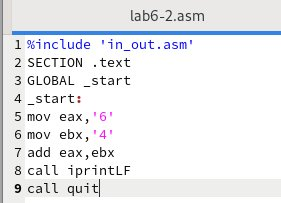 lab6-2.asm
1 %include 'in_out.asm'
2 SECTION .text
3 GLOBAL _start
4 _start:
5 mov eax,'6'
6 mov ebx,'4'
7 add eax,ebx
8 call iprintLF
9 call quit